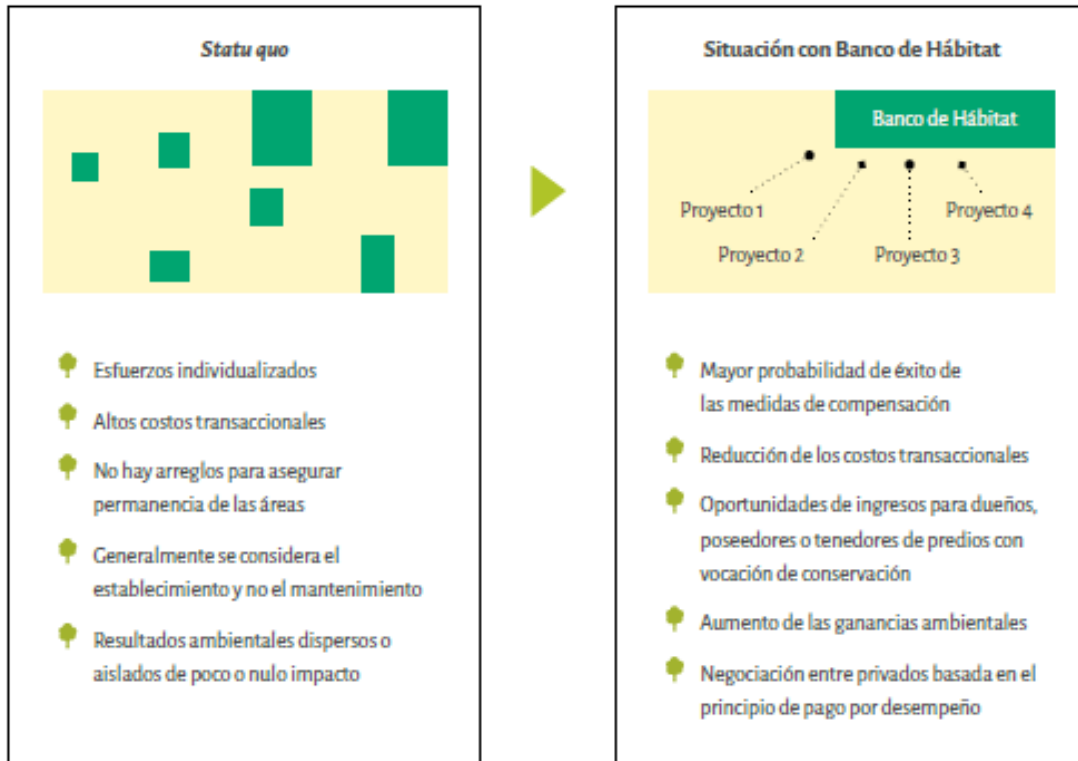 Statu quo
Esfuerzos individualizados
Altos costos transaccionales
No hay arreglos para asegurar
permanencia de las áreas
Generalmente se considera el
establecimiento y no el mantenimiento
Resultados ambientales dispersos o
aislados de poco o nulo impacto
Situación con Banco de Hábitat
Banco de Hábitat
Proyecto 1
Proyecto 4
Proyecto 2
Proyecto 3
Mayor probabilidad de éxito de
las medidas de compensación
Reducción de los costos transaccionales
Oportunidades de ingresos para dueños,
poseedores o tenedores de predios con
vocación de conservación
Aumento de las ganancias ambientales
Negociación entre privados basada en el
principio de pago por desempeño